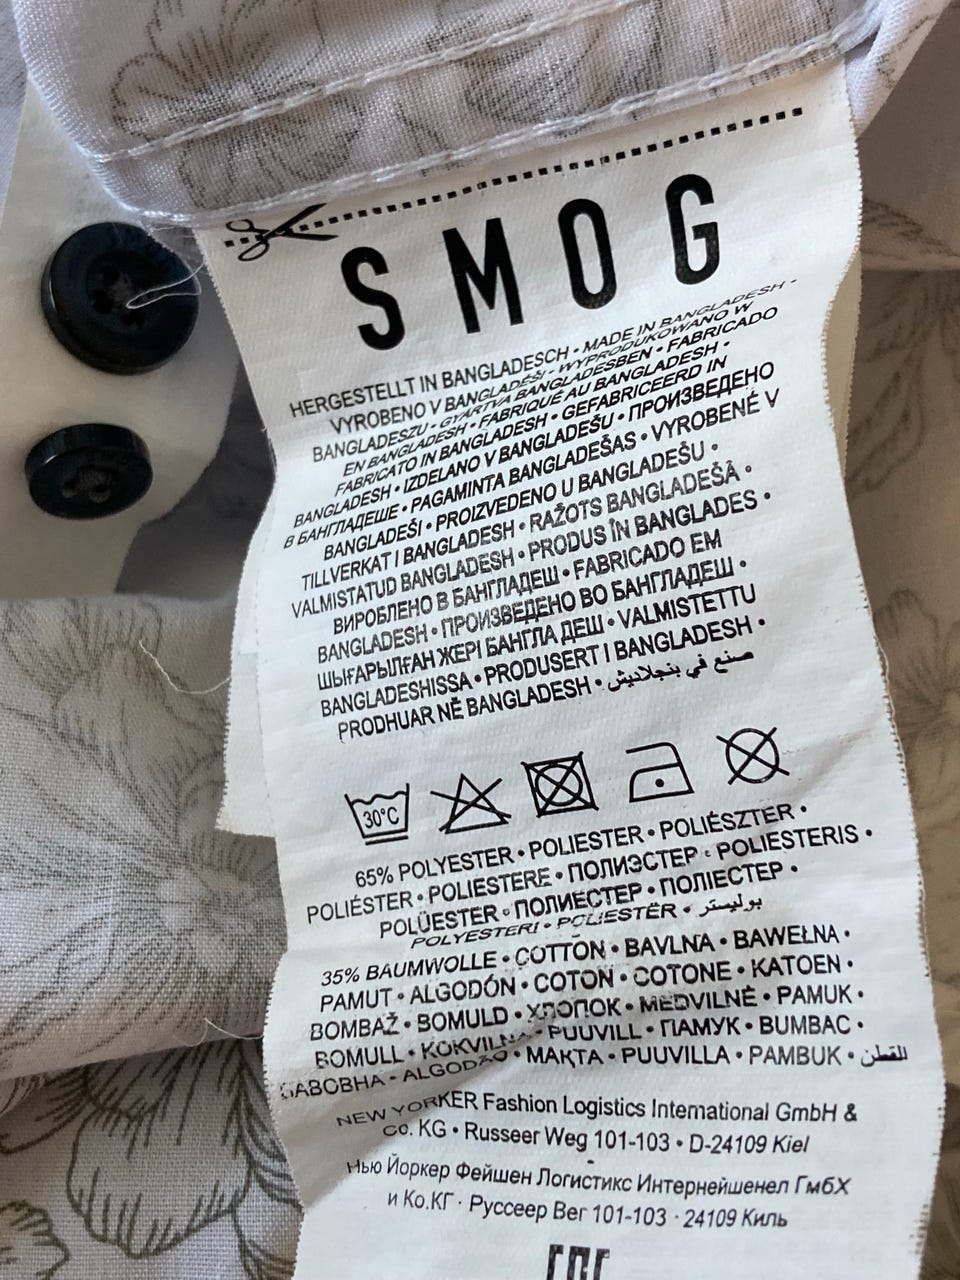 SMOG
HERGESTELLT IN BANGLADESCH • MADE IN BANGLADESH •
VYROBENO V BANGLADÉŠI • WYPRODUKOWANO W
BANGLADESZU • GYÁRTVA BANGLADESBEN • FABRICADO
EN BANGLADESH • FABRIQUÉ AU BANGLADESH •
FABRICATO IN BANGLADESH • GEFABRICEERD IN
BANGLADESH • IZDELANO V BANGLADEŠU • ПРОИЗВЕДЕНО
В БАНГЛАДЕШЕ • PAGAMINTA BANGLADEŠAS • VYROBENÉ V
BANGLADEŠI • PROIZVEDENO U BANGLADEŠU •
TILLVERKAT I BANGLADESH • RAŽOTS BANGLADEŠĀ •
VALMISTATUD BANGLADESH • PRODUS ÎN BANGLADES •
ВИРОБЛЕНО В БАНГЛАДЕШ • FABRICADO EM
BANGLADESH • ПРОИЗВЕДЕНО ВО БАНГЛАДЕШ •
ШЫҒАРЫЛҒАН ЖЕРІ БАНГЛА ДЕШ • VALMISTETTU
BANGLADESHISSA • PRODUSERT I BANGLADESH •
PRODHUAR NË BANGLADESH • صنع في بنجلاديش
30°C
65% POLYESTER • POLIESTER • POLIÉSZTER •
POLIÉSTER • POLIESTERE • ПОЛИЭСТЕР • POLIESTERIS •
POLÜESTER • ПОЛИЕСТЕР • ПОЛІЕСТЕР •
POLYESTERI • POLIESTËR • بوليستر
35% BAUMWOLLE • COTTON • BAVLNA • BAWEŁNA •
PAMUT • ALGODÓN • COTON • COTONE • KATOEN •
BOMBAŽ • BOMULD • ХЛОПОК • MEDVILNĖ • PAMUK •
BOMULL • KOKVILNA • PUUVILL • ПАМУК • BUMBAC •
БАВОВНА • ALGODÃO • МАҚТА • PUUVILLA • PAMBUK • القطن
NEW YORKER Fashion Logistics International GmbH &
Co. KG • Russeer Weg 101-103 • D-24109 Kiel
Нью Йоркер Фейшен Логистикс Интернейшенел ГмбХ
и Ко.КГ · Руссеер Вег 101-103 · 24109 Киль